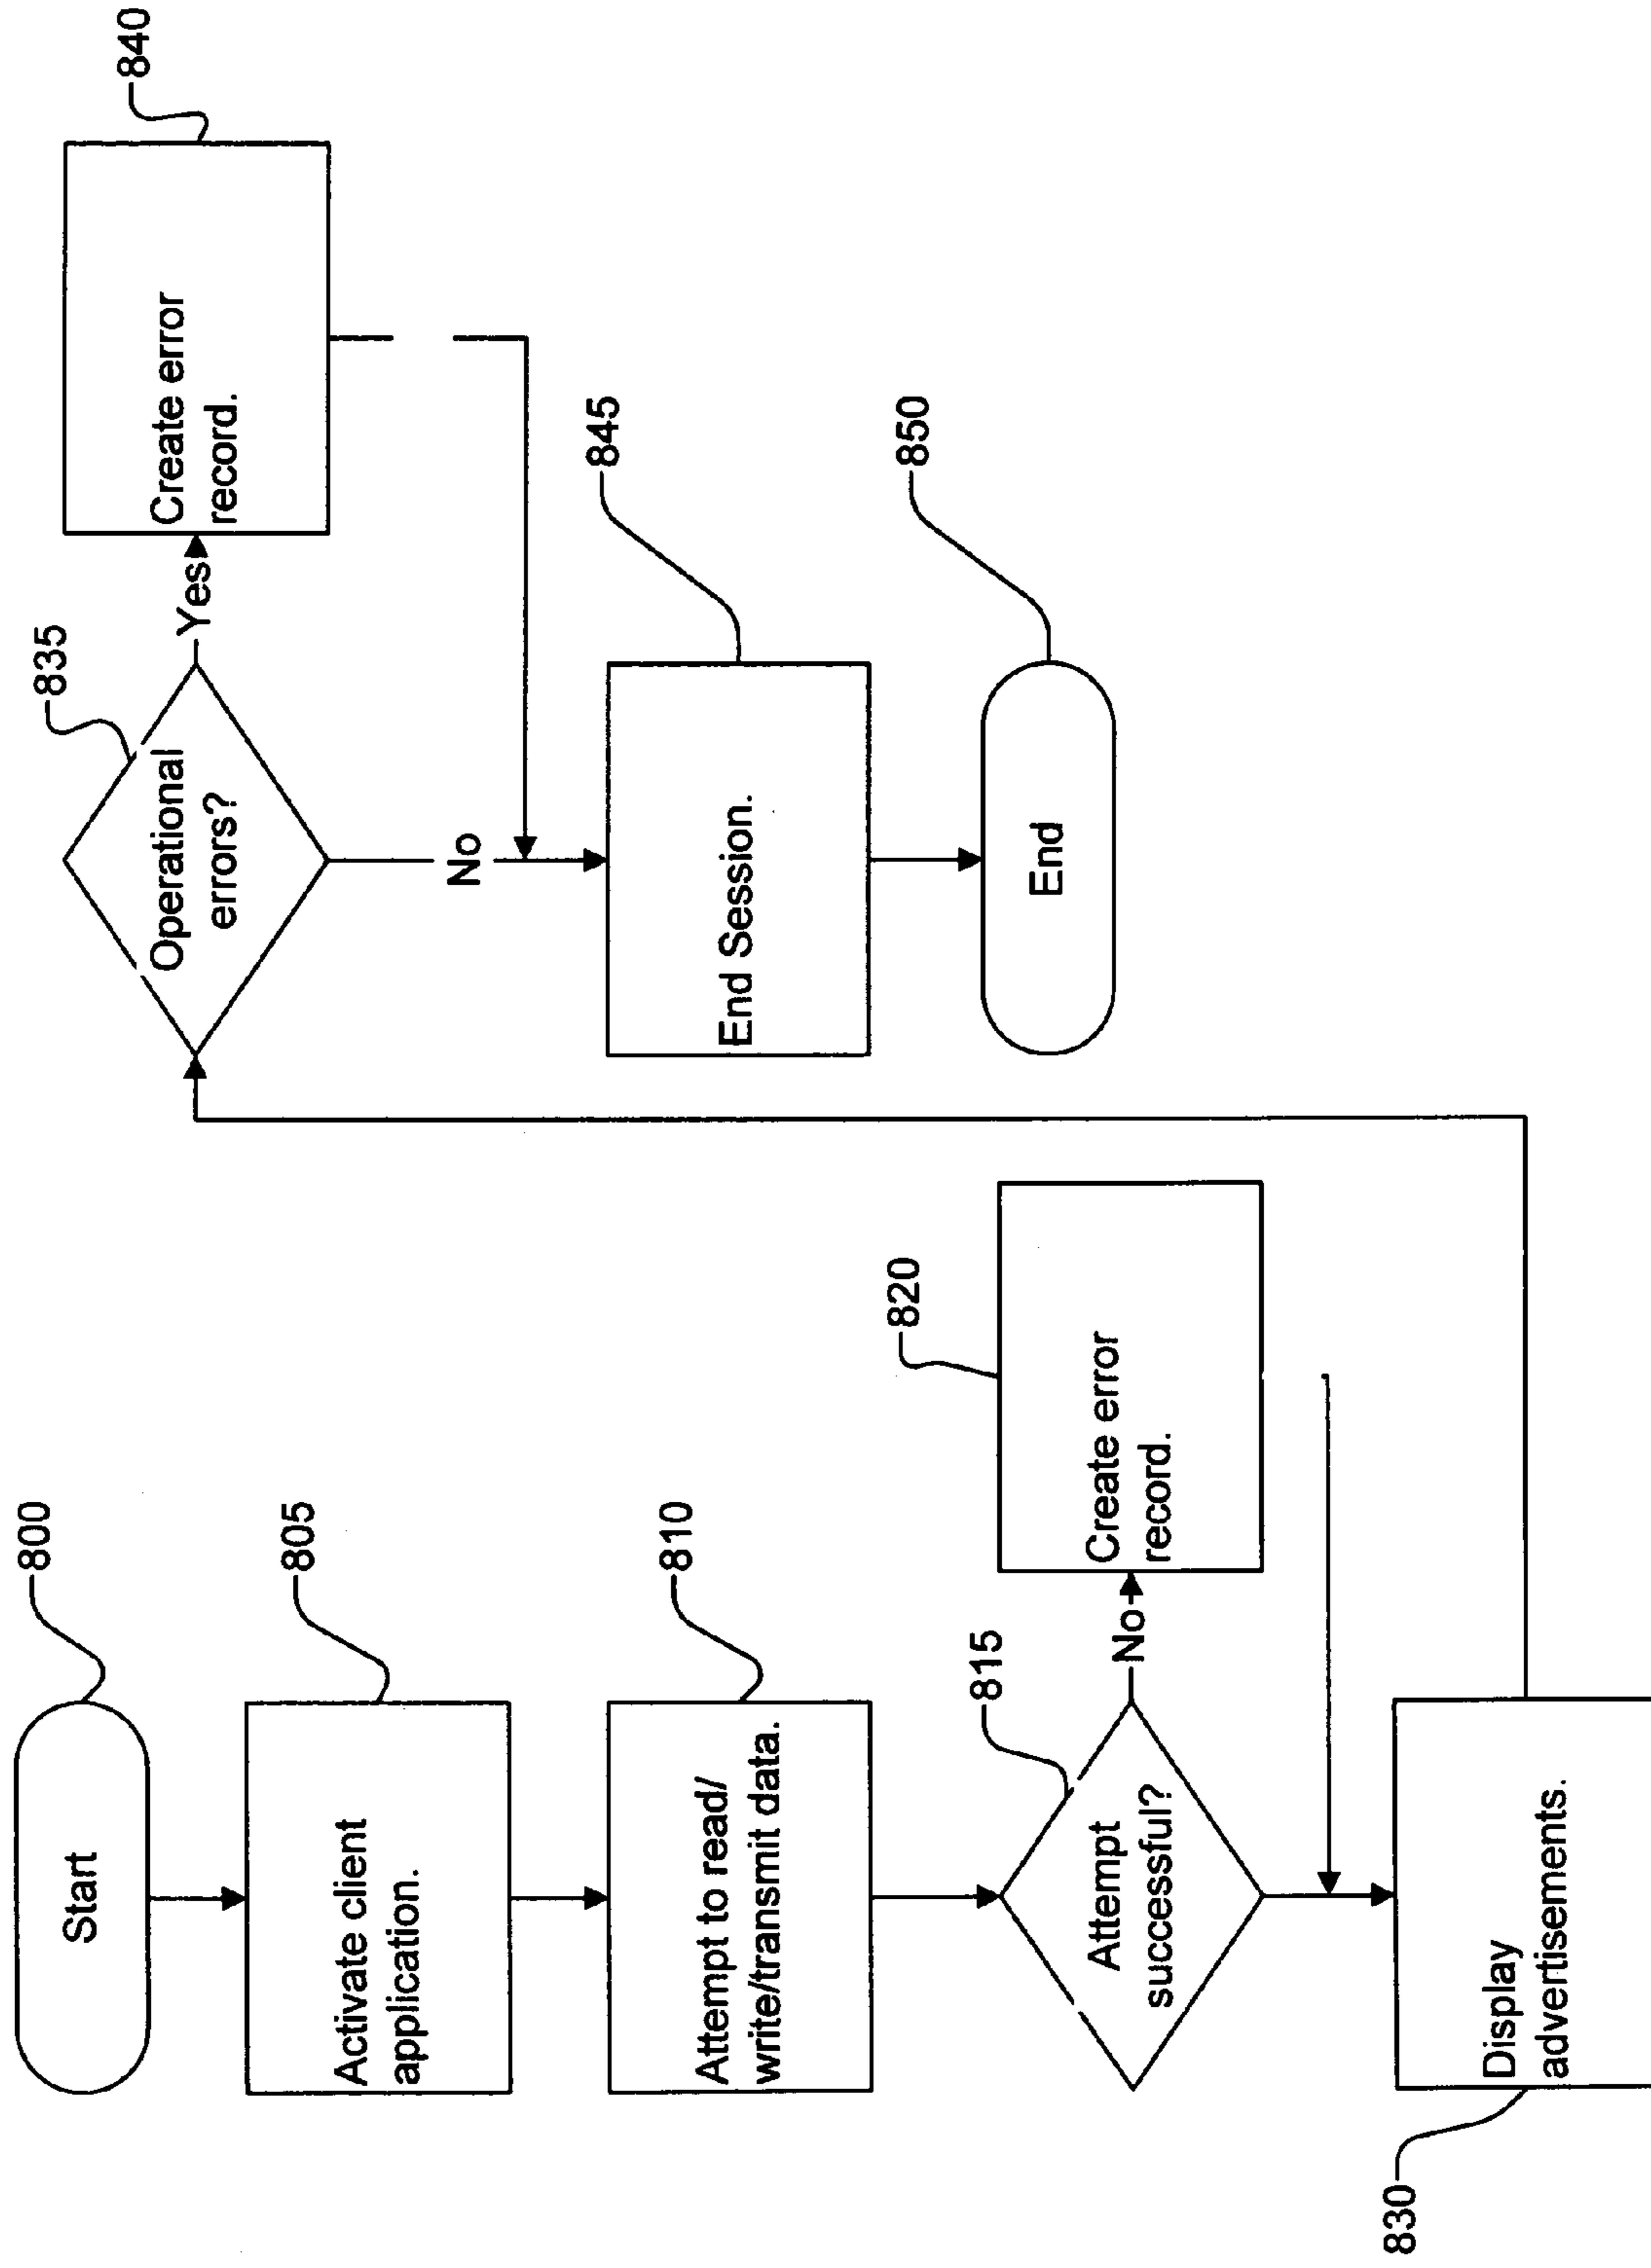 Start
800
Activate client
application.
805
Attempt to read/
write/transmit data.
810
Attempt
successful?
815
No
Create error
record.
820
Display
advertisements.
830
Operational
errors?
835
Yes
Create error
record.
840
No
End Session.
845
End
850